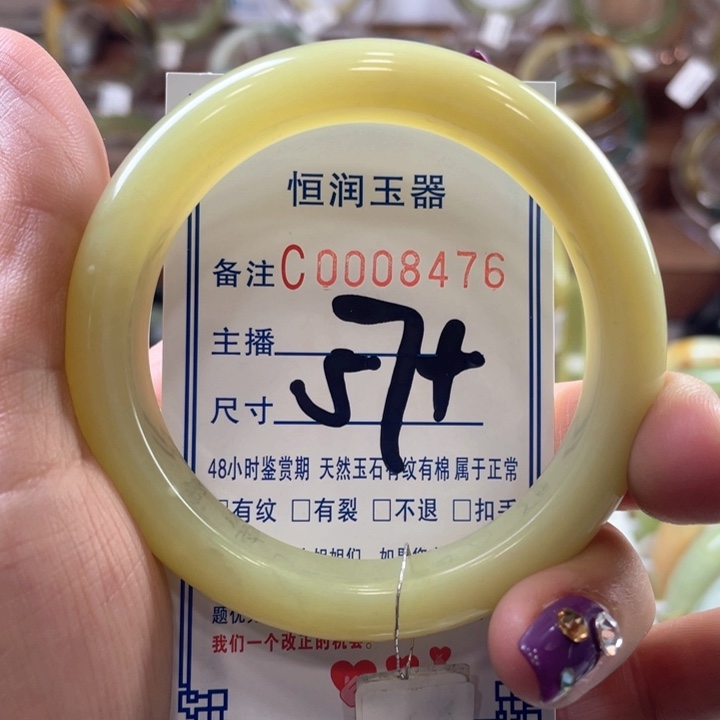 恒润玉器
备注C0008476
主播
尺寸 57+
48小时鉴赏期 天然玉石有纹有棉属于正常
□有纹 □有裂 □不退 □扣手
我们一个改正的机会。